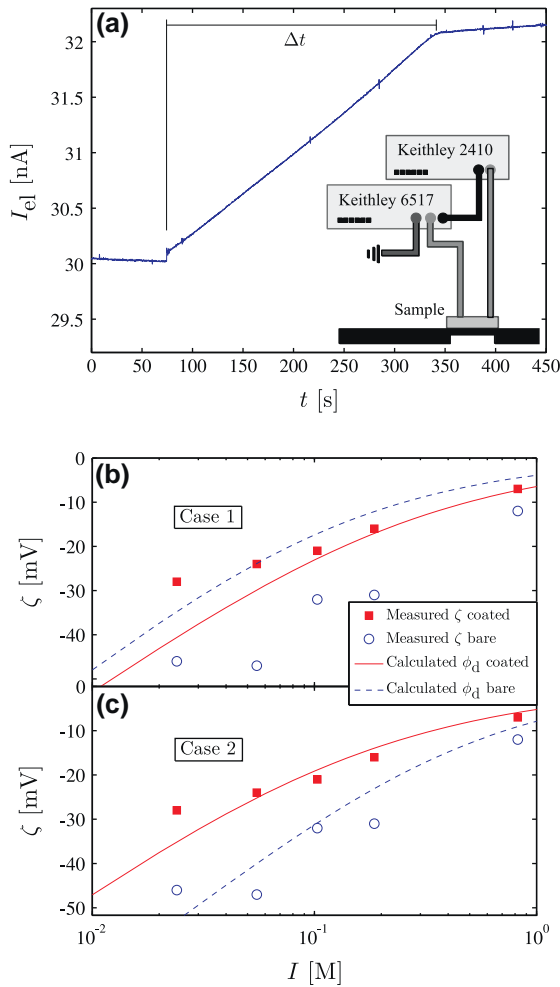 (a)
32
31.5
31
30.5
30
29.5
I_el [nA]
Δt
Keithley 2410
Keithley 6517
Sample
0 50 100 150 200 250 300 350 400 450
t [s]
(b)
0
-10
-20
-30
-40
ζ [mV]
Case 1
Measured ζ coated
Measured ζ bare
Calculated ϕ_d coated
Calculated ϕ_d bare
(c)
0
-10
-20
-30
-40
-50
ζ [mV]
Case 2
10^-2 10^-1 10^0
I [M]